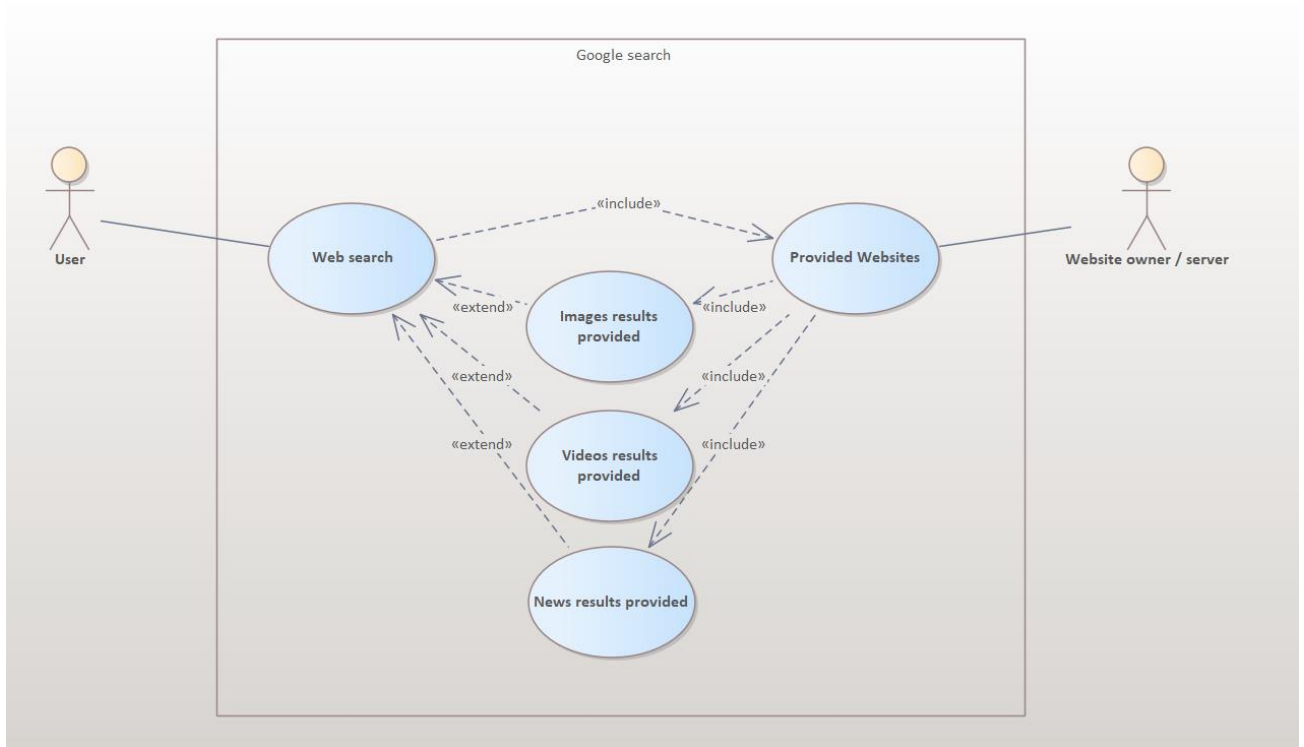 Google search
«include»
Web search
Provided Websites
User
Website owner / server
«extend»
«include»
Images results
provided
«extend»
«include»
«extend»
«include»
Videos results
provided
News results provided